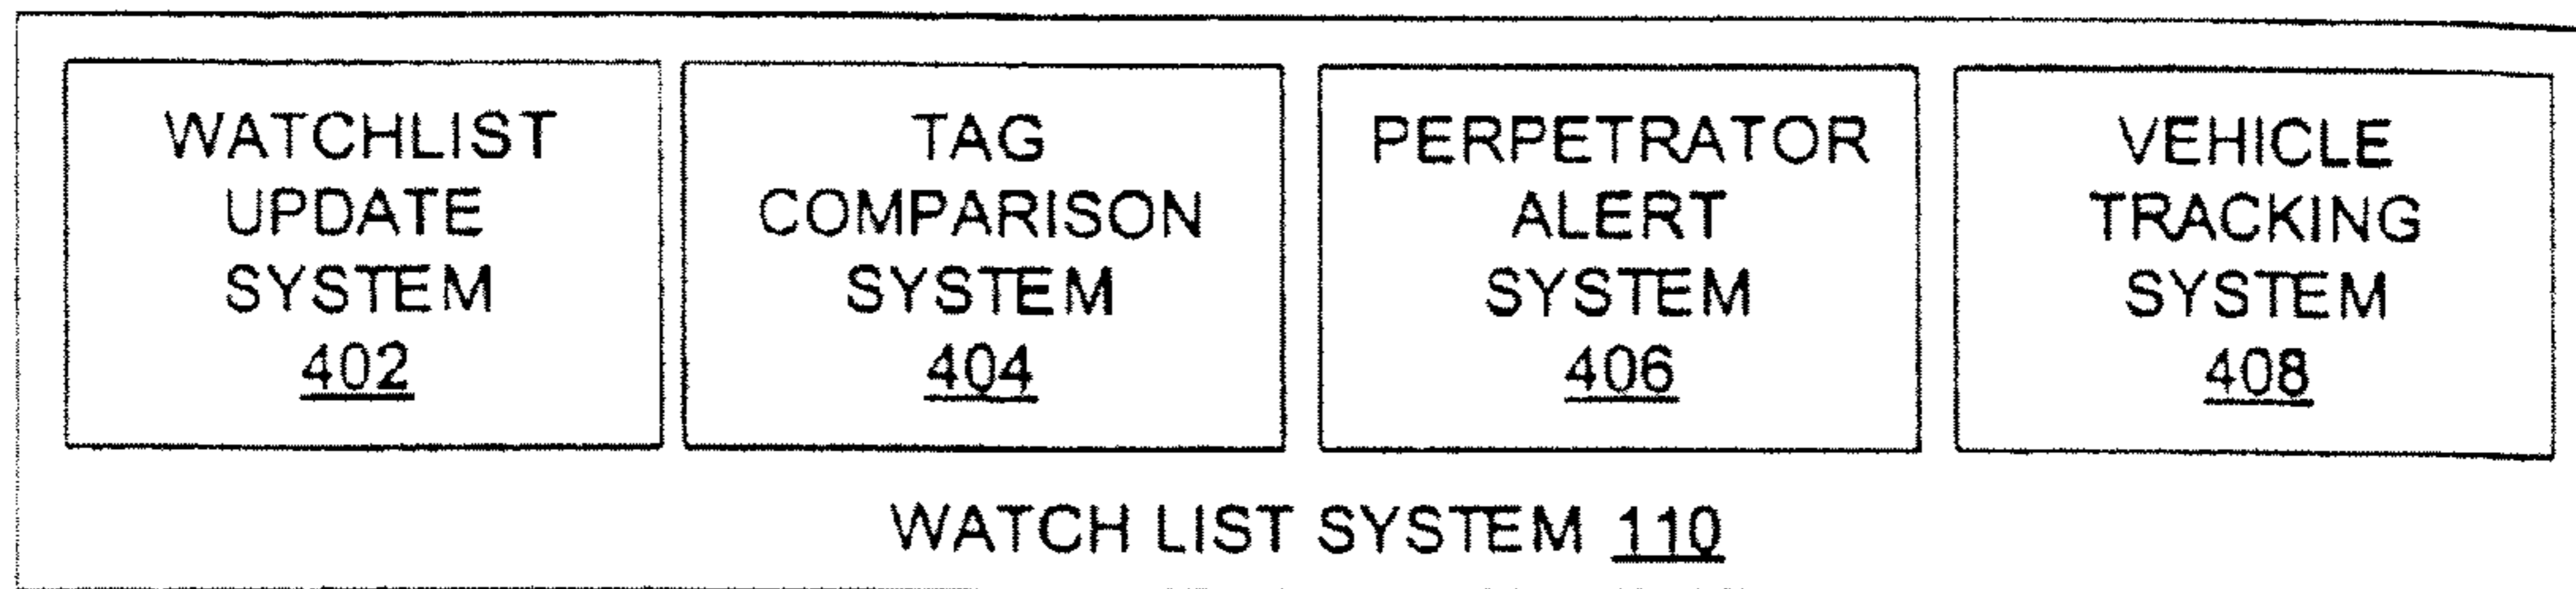 WATCHLIST
UPDATE
SYSTEM
402
TAG
COMPARISON
SYSTEM
404
PERPETRATOR
ALERT
SYSTEM
406
VEHICLE
TRACKING
SYSTEM
408
WATCH LIST SYSTEM 110